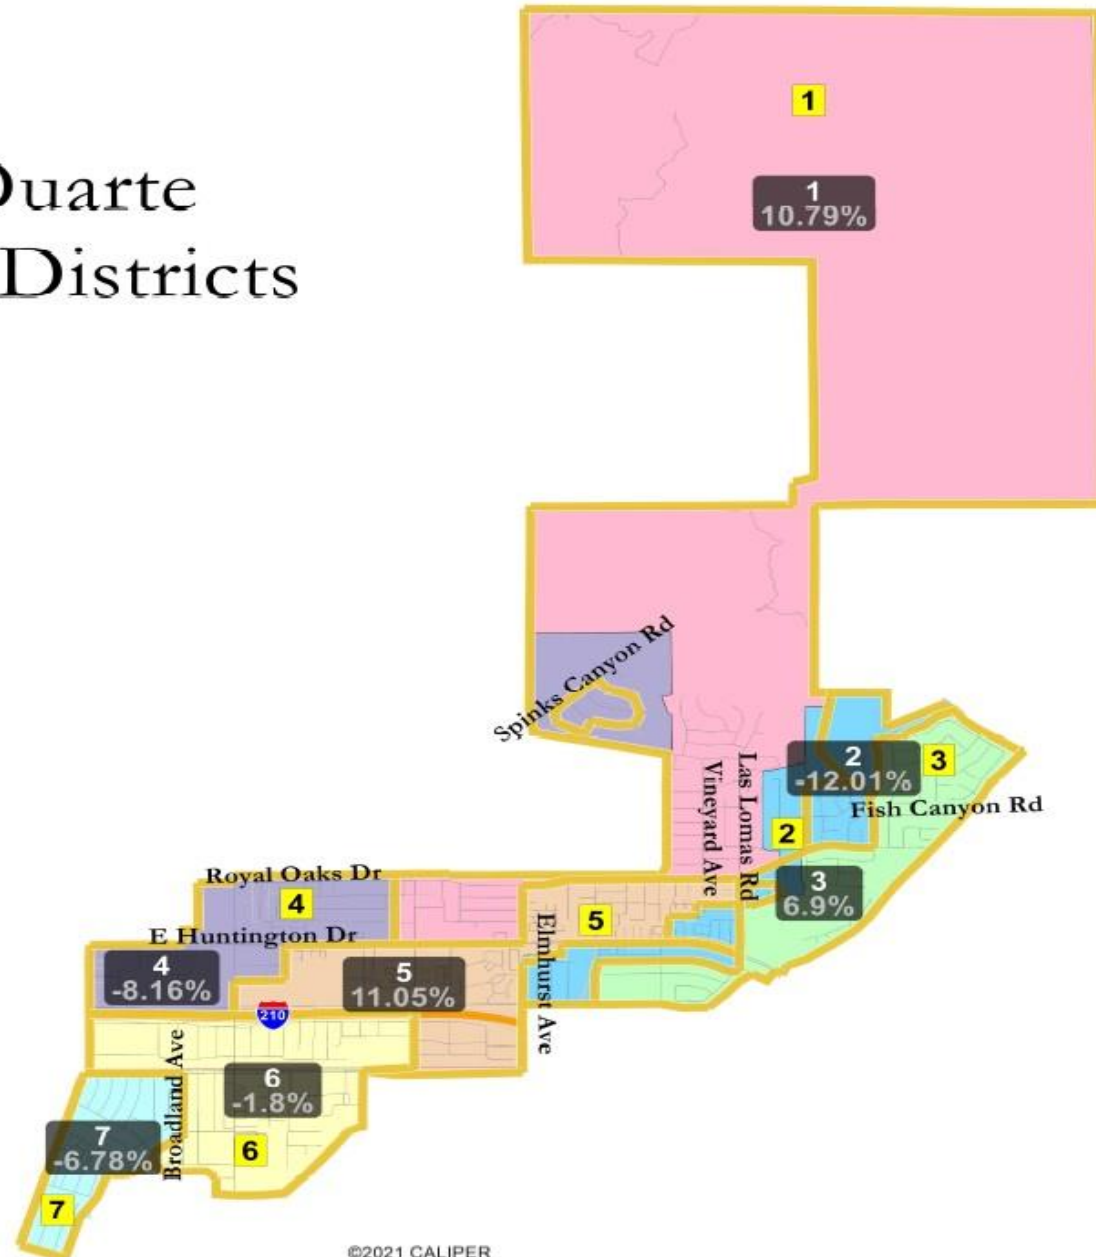 Duarte
Districts
1
1
10.79%
Spinks Canyon Rd
2
-12.01%
3
Fish Canyon Rd
Las Lomas Rd
Vineyard Ave
2
3
6.9%
Royal Oaks Dr
4
5
E Huntington Dr
Elmhurst Ave
4
-8.16%
5
11.05%
210
Broadland Ave
6
-1.8%
7
-6.78%
6
7
©2021 CALIPER